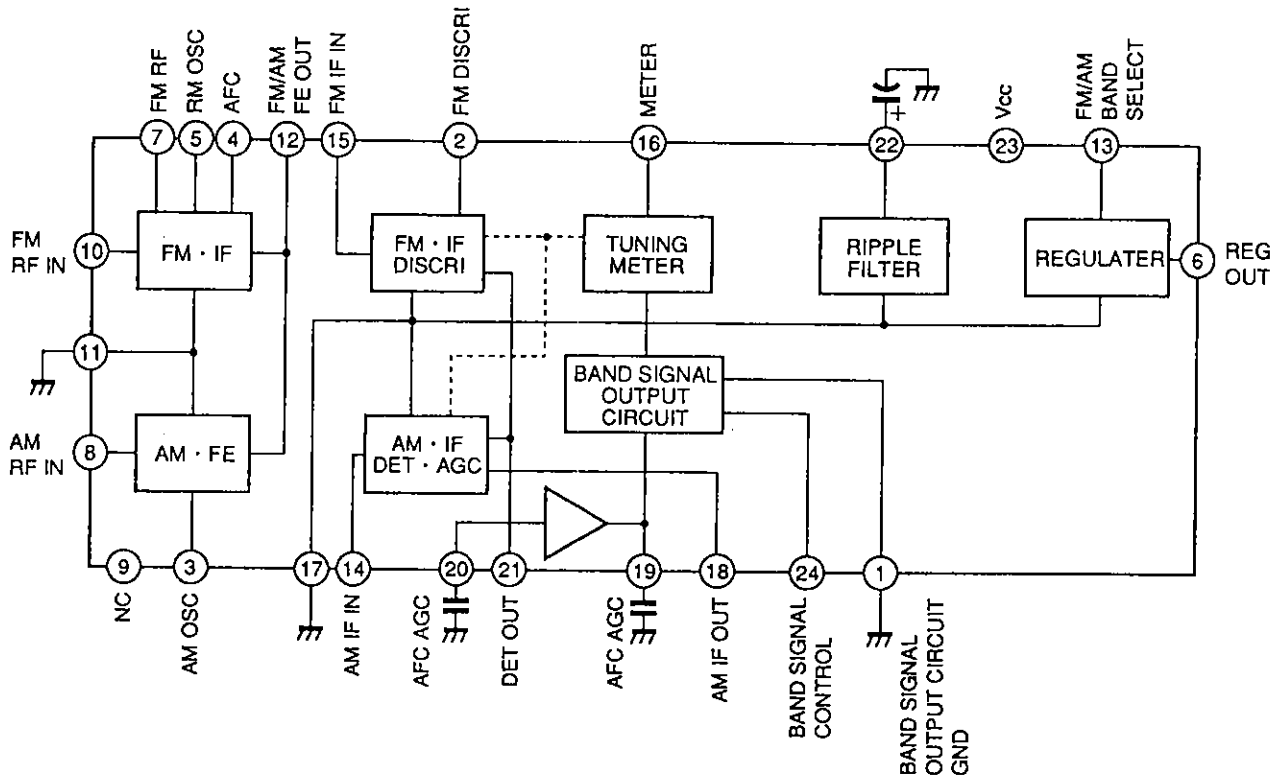 FM RF
RM OSC
AFC
FM/AM
FE OUT
FM IF IN
FM DISCRI
METER
+
Vcc
FM/AM
BAND
SELECT
7
5
4
12
15
2
16
22
23
13
FM
RF IN
10
FM · IF
FM · IF
DISCRI
TUNING
METER
RIPPLE
FILTER
REGULATER
6
REG
OUT
11
BAND SIGNAL
OUTPUT
CIRCUIT
AM
RF IN
8
AM · FE
AM · IF
DET · AGC
9
3
17
14
20
21
19
18
24
1
NC
AM OSC
AM IF IN
AFC AGC
DET OUT
AFC AGC
AM IF OUT
BAND SIGNAL
CONTROL
BAND SIGNAL
OUTPUT CIRCUIT
GND